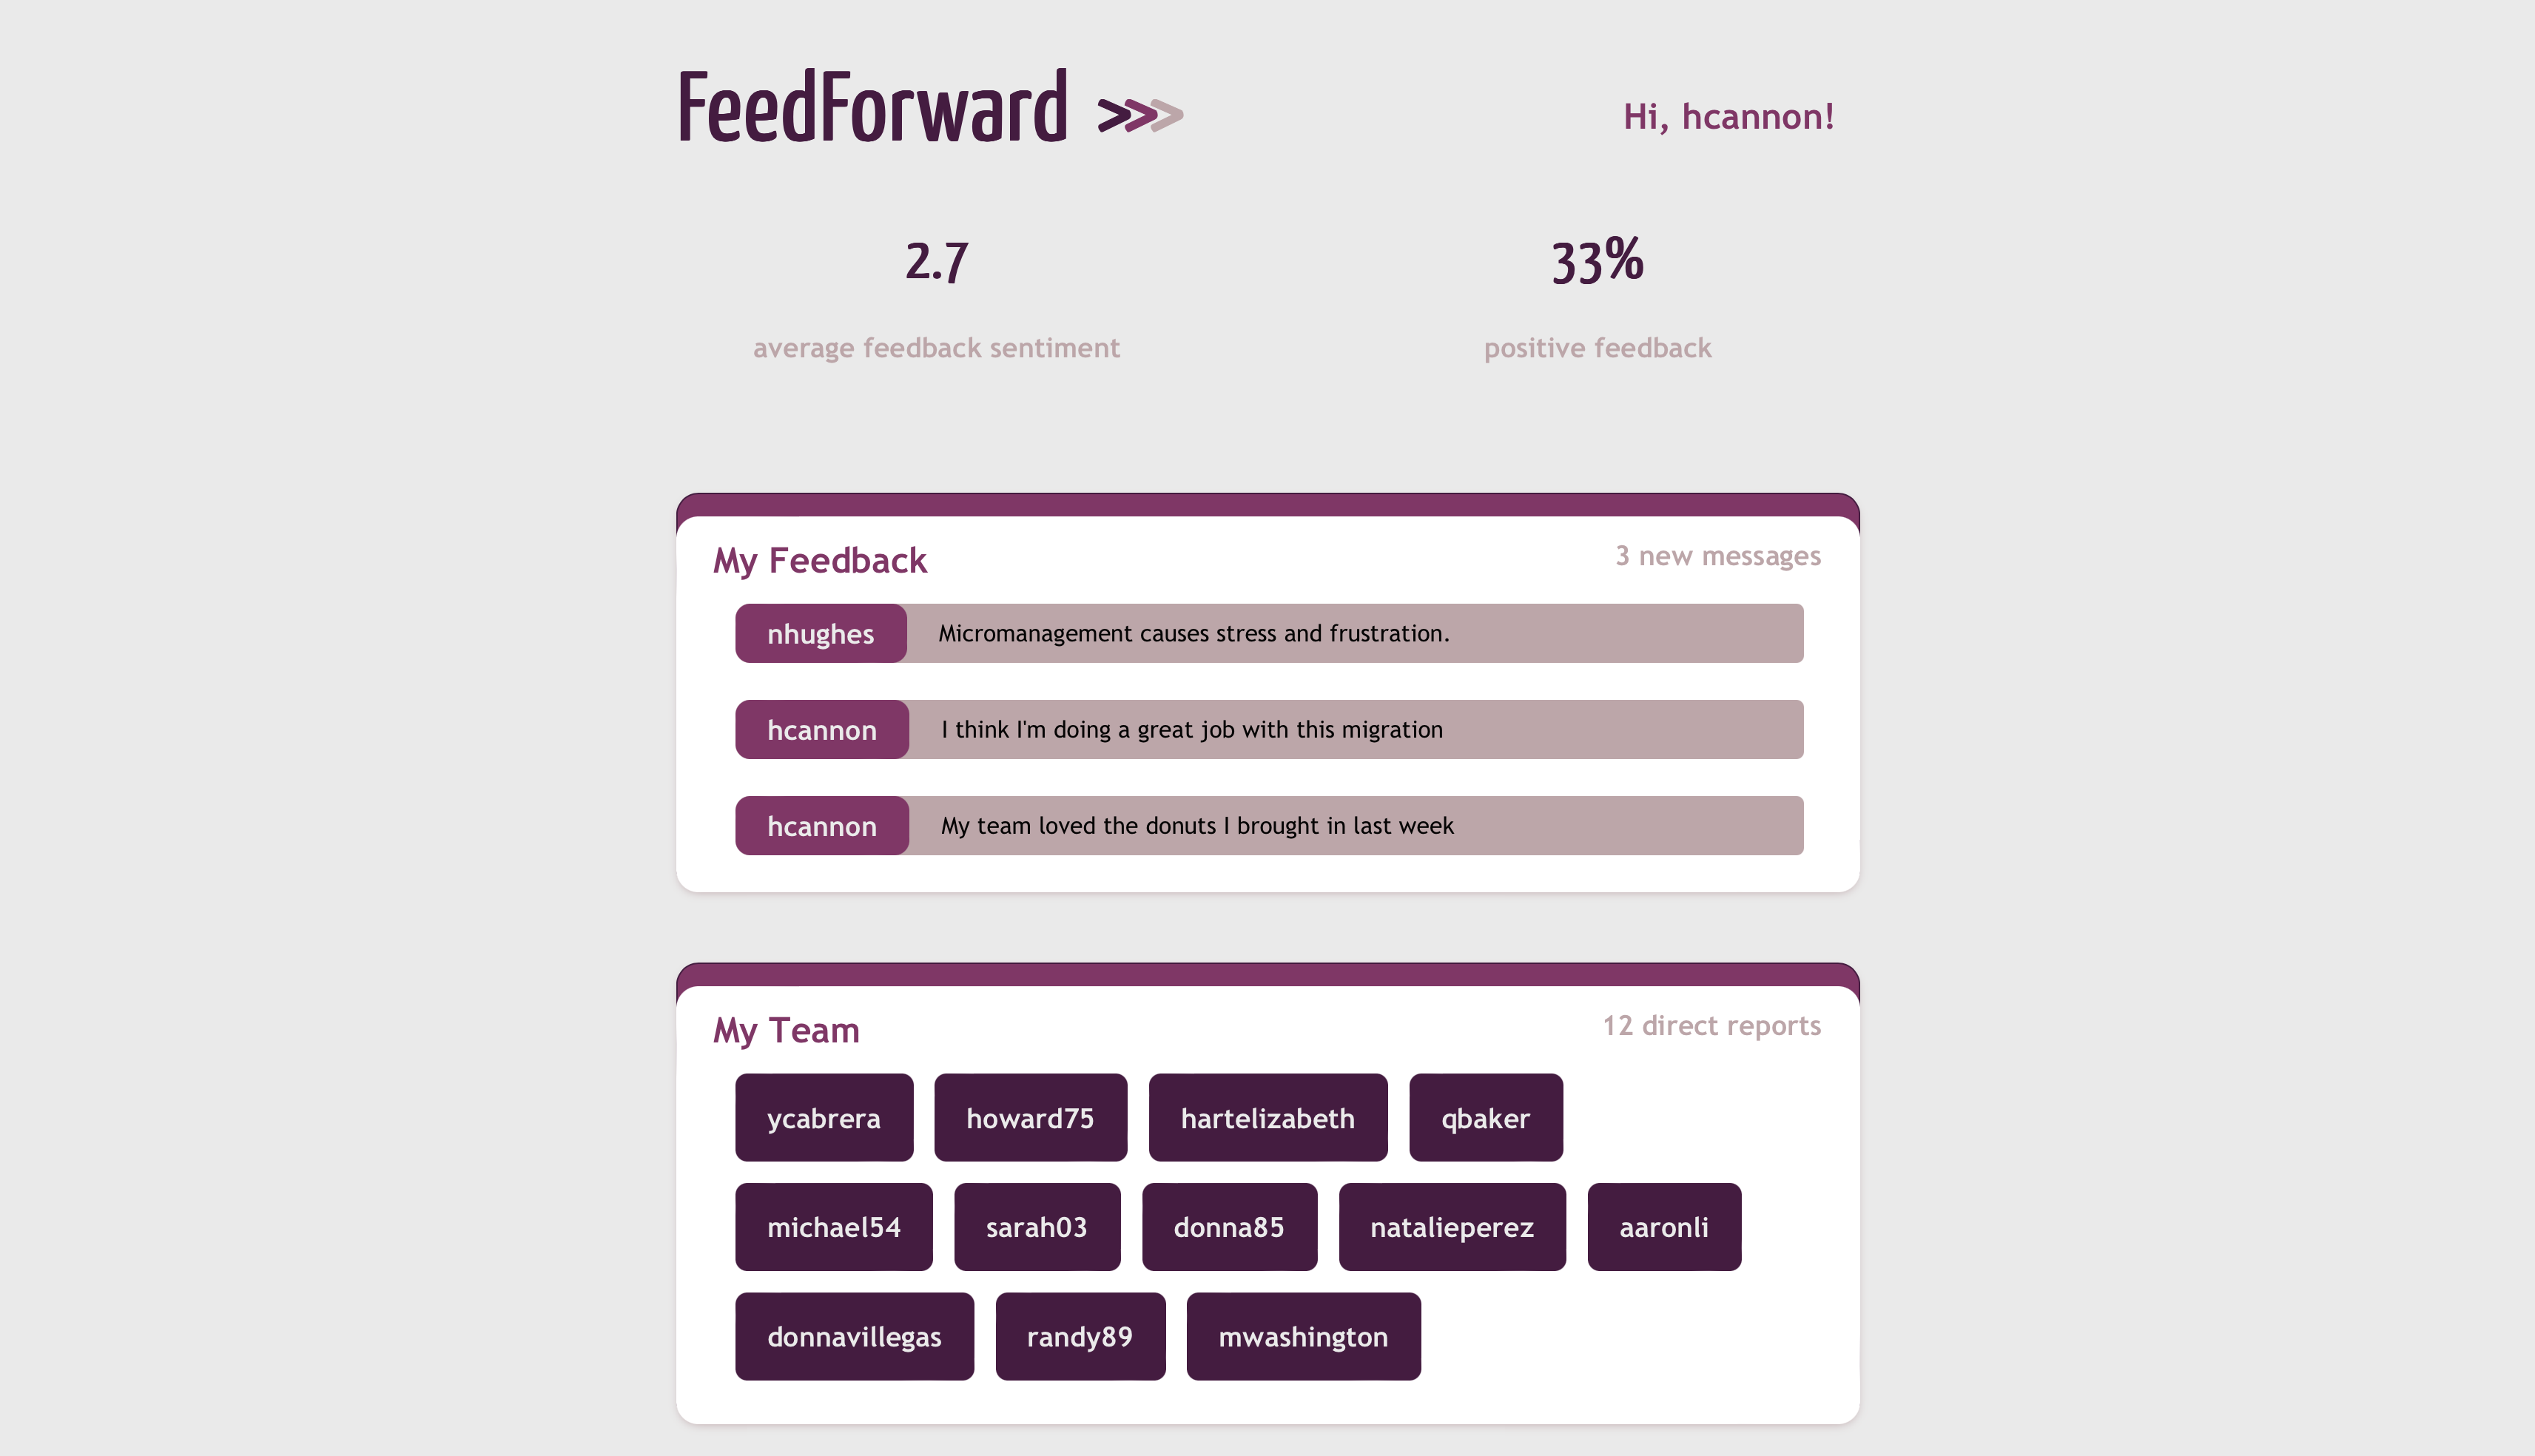 FeedForward >>>
Hi, hcannon!
2.7
33%
average feedback sentiment
positive feedback
My Feedback
3 new messages
nhughes Micromanagement causes stress and frustration.
hcannon I think I'm doing a great job with this migration
hcannon My team loved the donuts I brought in last week
My Team
12 direct reports
ycabrera howard75 hartelizabeth qbaker
michael54 sarah03 donna85 natalieperez aaronli
donnavillegas randy89 mwashington